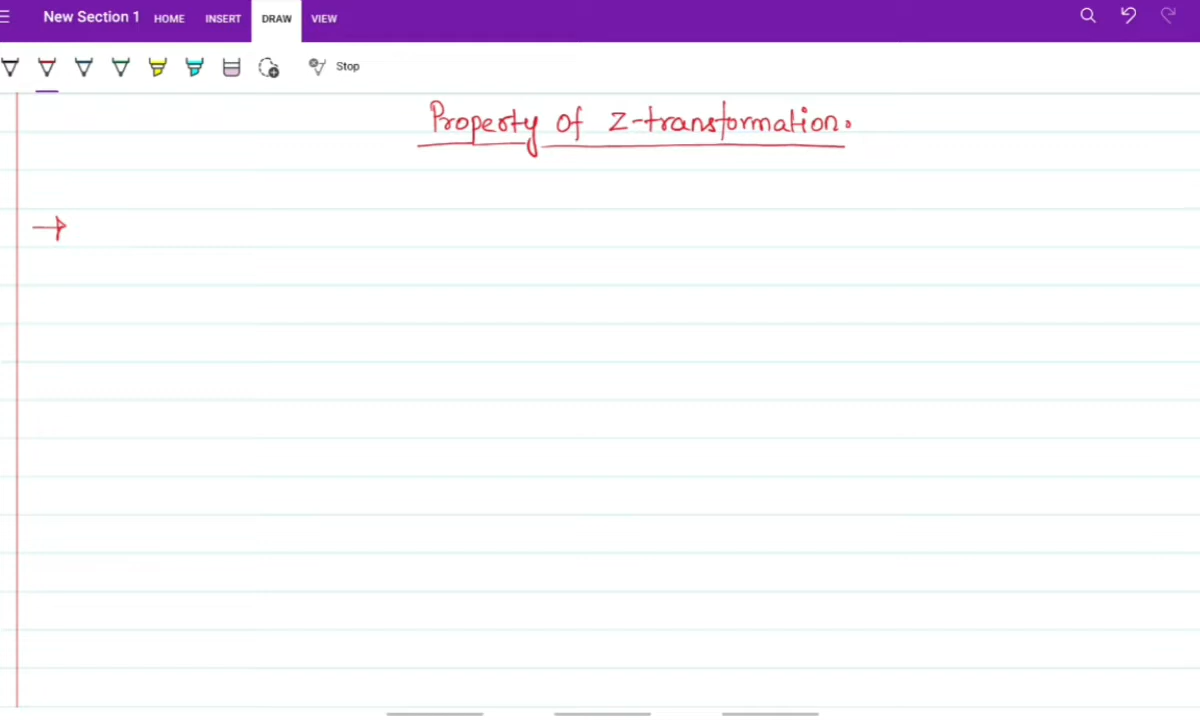 New Section 1 HOME INSERT DRAW VIEW
Stop
Property of Z-transformation.